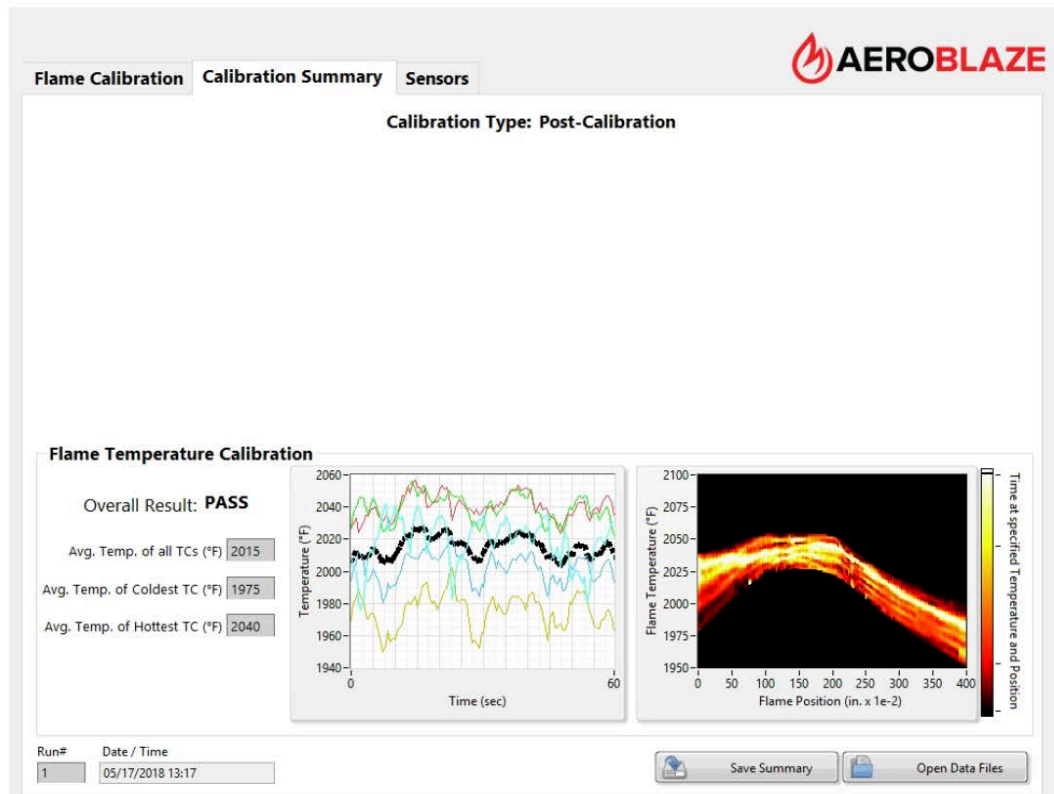 AEROBLAZE
Flame Calibration Calibration Summary Sensors
Calibration Type: Post-Calibration
Flame Temperature Calibration
Overall Result: PASS
Avg. Temp. of all TCs (°F) 2015
Avg. Temp. of Coldest TC (°F) 1975
Avg. Temp. of Hottest TC (°F) 2040
Temperature (°F)
2060
2040
2020
2000
1980
1960
1940
0 60
Time (sec)
Flame Temperature (°F)
2100
2075
2050
2025
2000
1975
1950
0 50 100 150 200 250 300 350 400
Flame Position (in. x 1e-2)
Time at specified Temperature and Position
Run# Date / Time
1 05/17/2018 13:17
Save Summary Open Data Files